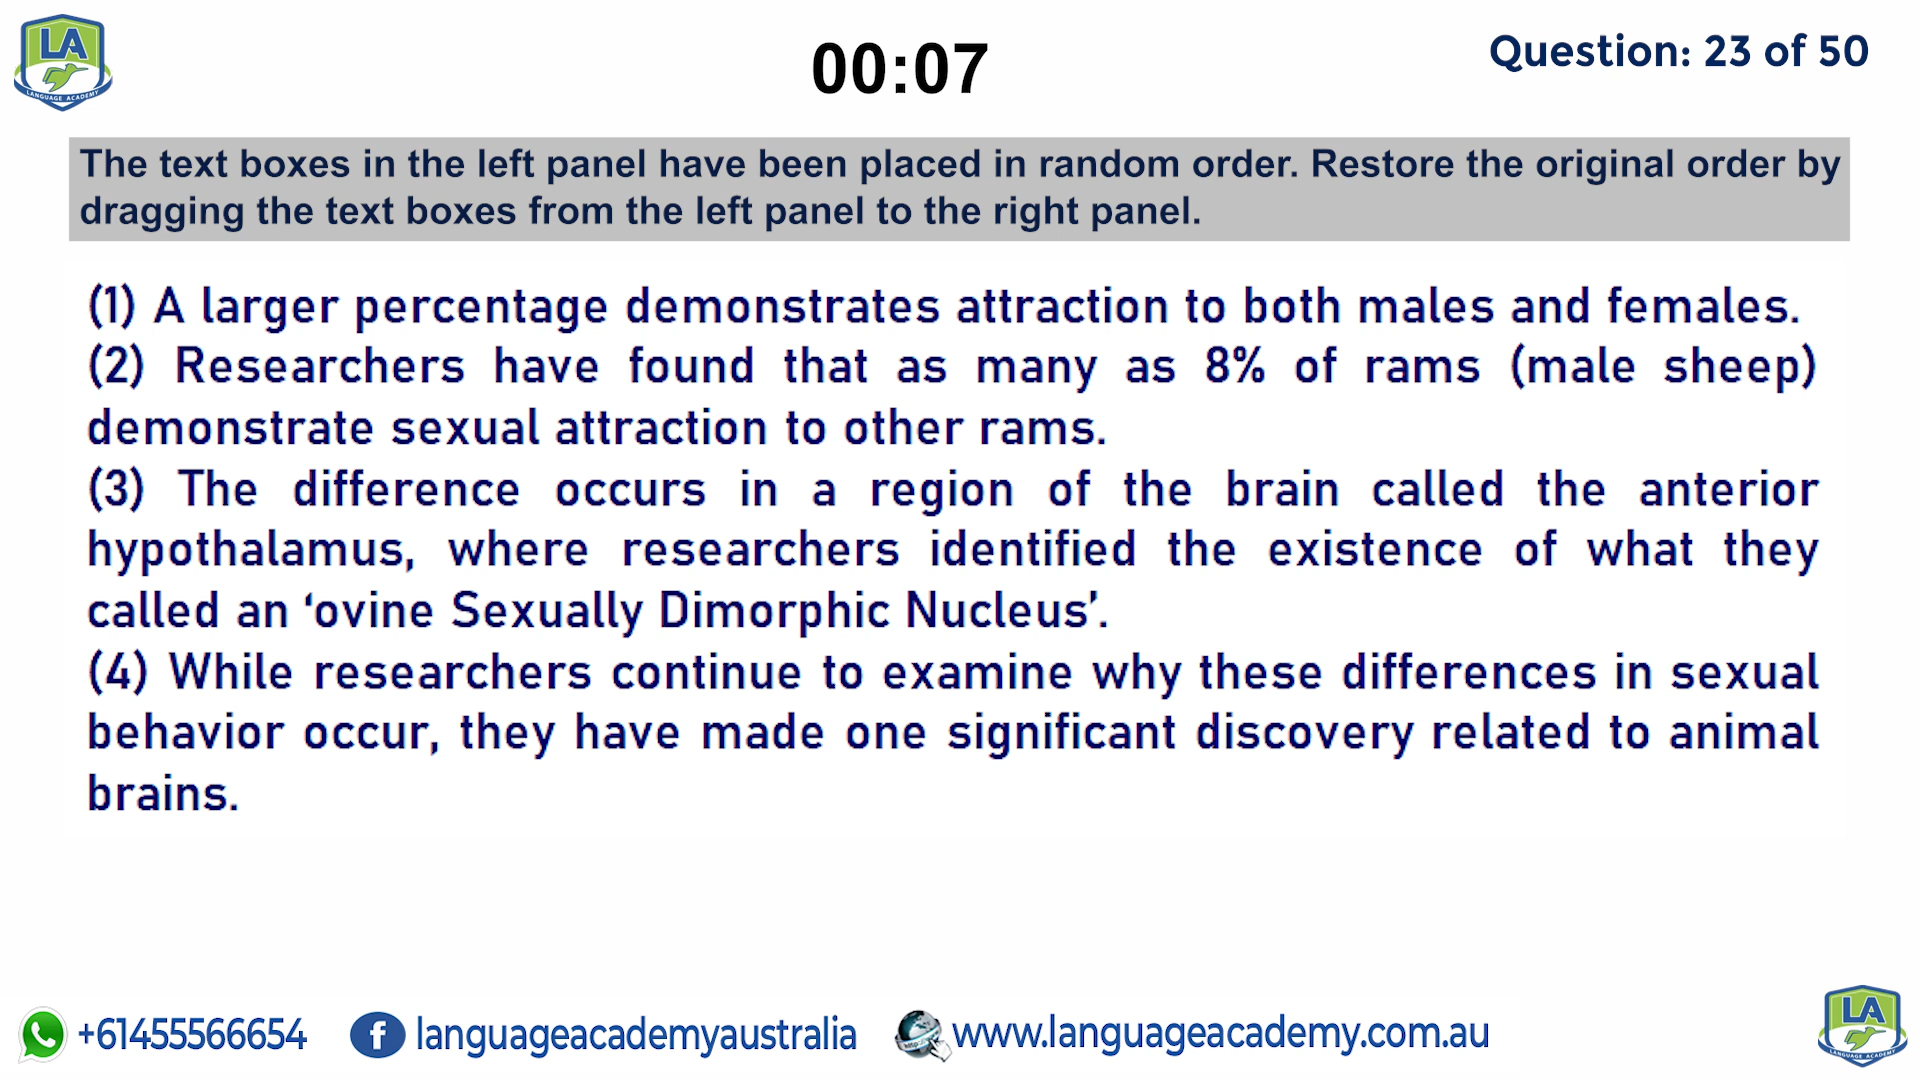 LA
LANGUAGE ACADEMY
00:07
Question: 23 of 50
The text boxes in the left panel have been placed in random order. Restore the original order by
dragging the text boxes from the left panel to the right panel.
(1) A larger percentage demonstrates attraction to both males and females.
(2) Researchers have found that as many as 8% of rams (male sheep)
demonstrate sexual attraction to other rams.
(3) The difference occurs in a region of the brain called the anterior
hypothalamus, where researchers identified the existence of what they
called an ‘ovine Sexually Dimorphic Nucleus’.
(4) While researchers continue to examine why these differences in sexual
behavior occur, they have made one significant discovery related to animal
brains.
+61455566654
f languageacademyaustralia
http://
www.languageacademy.com.au
LA
LANGUAGE ACADEMY